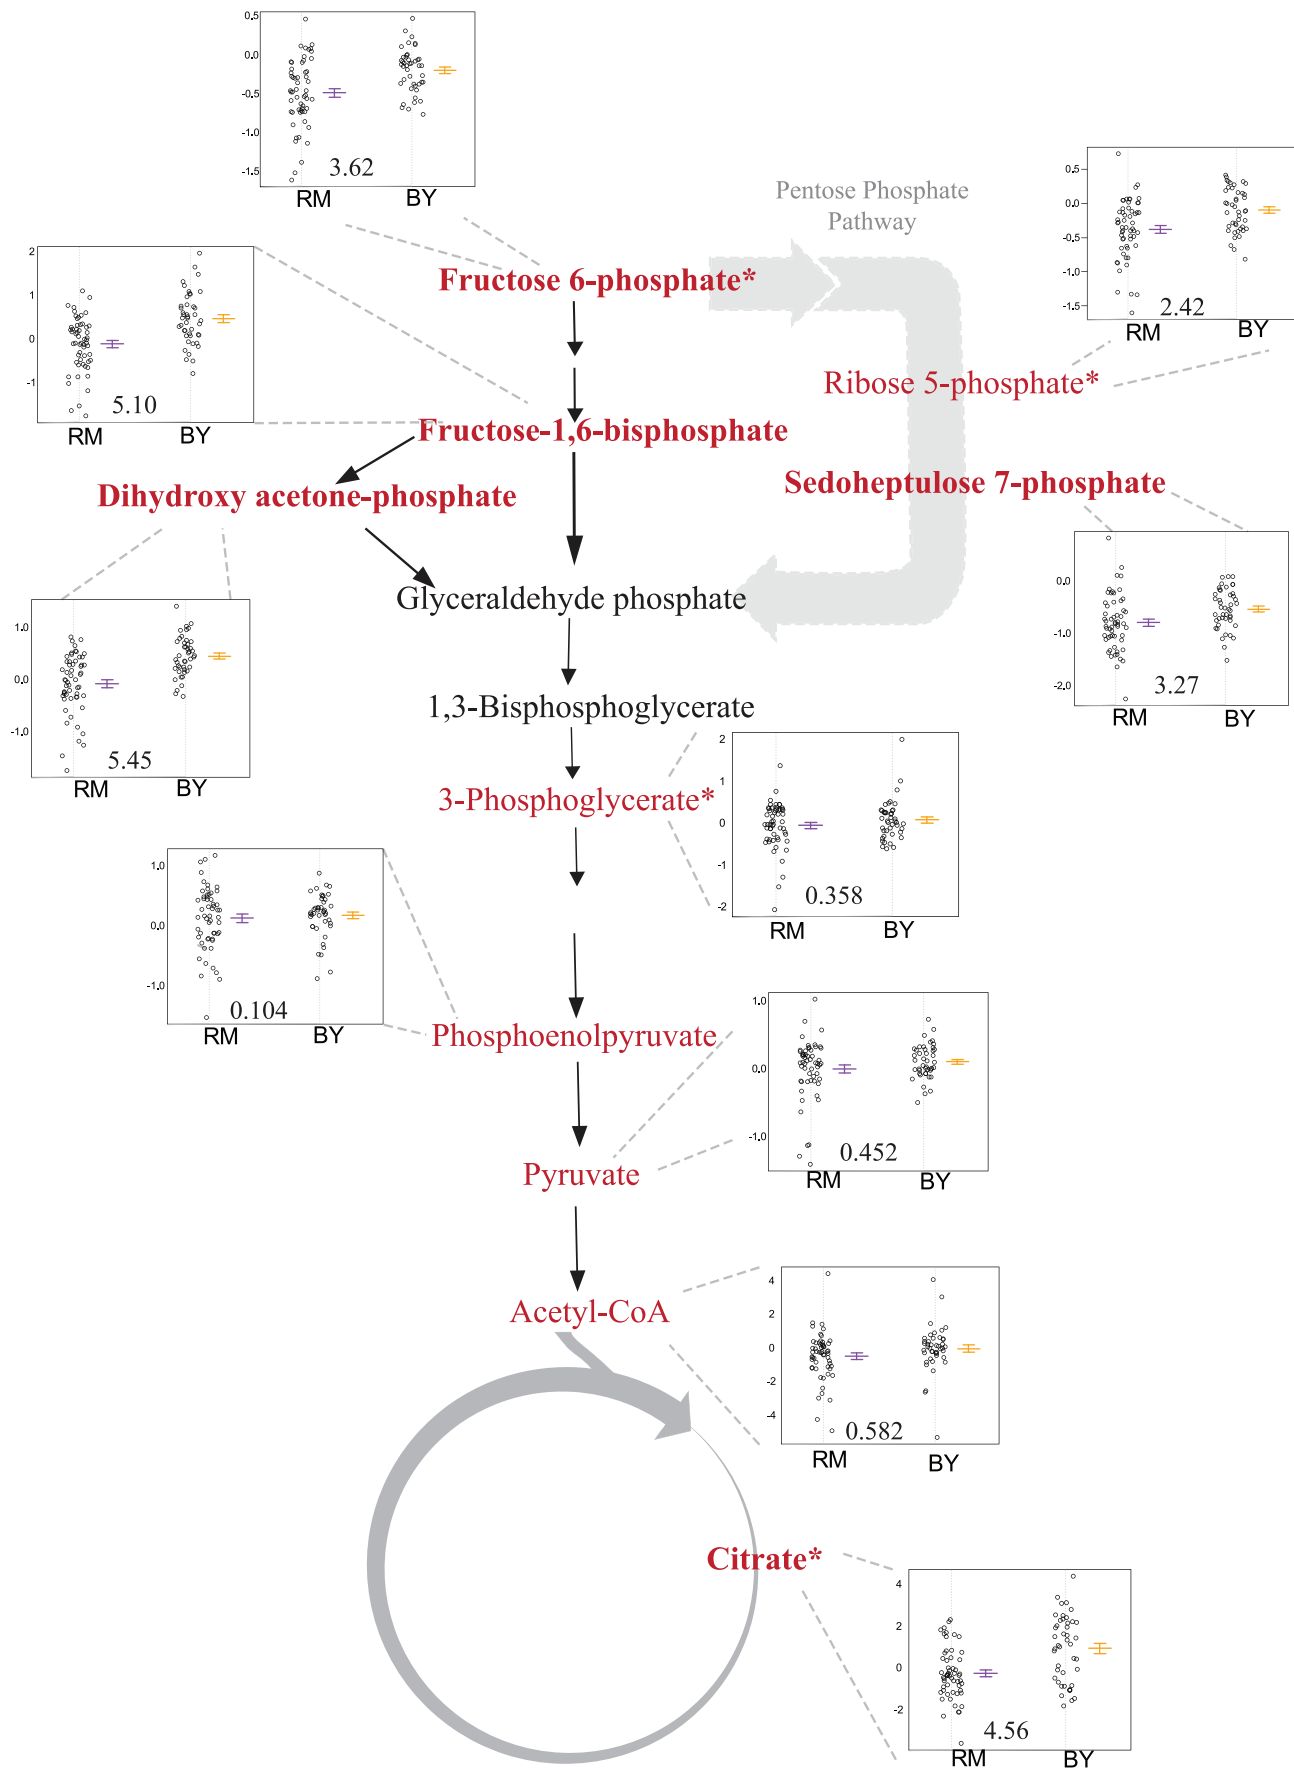 0.5
0.0
-0.5
-1.0
-1.5
3.62
RM BY
Pentose Phosphate
Pathway
0.5
0.0
-0.5
-1.0
-1.5
2.42
RM BY
Fructose 6-phosphate*
2
1
0
-1
5.10
RM BY
Ribose 5-phosphate*
Fructose-1,6-bisphosphate
Dihydroxy acetone-phosphate
Sedoheptulose 7-phosphate
0.0
-1.0
-2.0
3.27
RM BY
Glyceraldehyde phosphate
1.0
0.0
-1.0
5.45
RM BY
1,3-Bisphosphoglycerate
2
1
0
-1
-2
0.358
RM BY
3-Phosphoglycerate*
1.0
0.0
-1.0
0.104
RM BY
Phosphoenolpyruvate
1.0
0.0
-1.0
0.452
RM BY
Pyruvate
Acetyl-CoA
4
2
0
-2
-4
0.582
RM BY
Citrate*
4
2
0
-2
4.56
RM BY